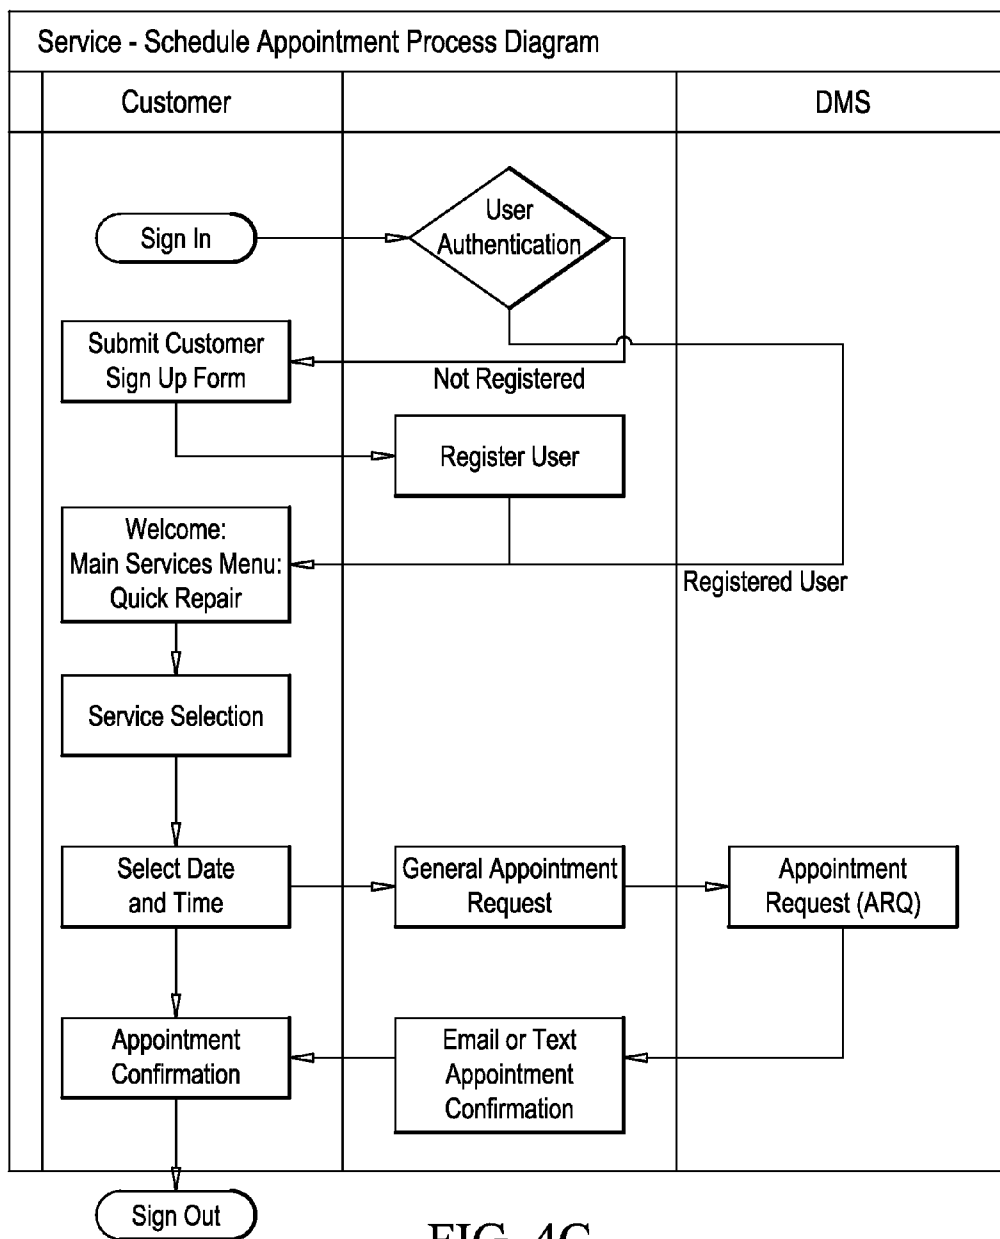 Service - Schedule Appointment Process Diagram
Customer
DMS
Sign In
User
Authentication
Submit Customer
Sign Up Form
Not Registered
Register User
Welcome:
Main Services Menu:
Quick Repair
Registered User
Service Selection
Select Date
and Time
General Appointment
Request
Appointment
Request (ARQ)
Appointment
Confirmation
Email or Text
Appointment
Confirmation
Sign Out
FIG. 4C